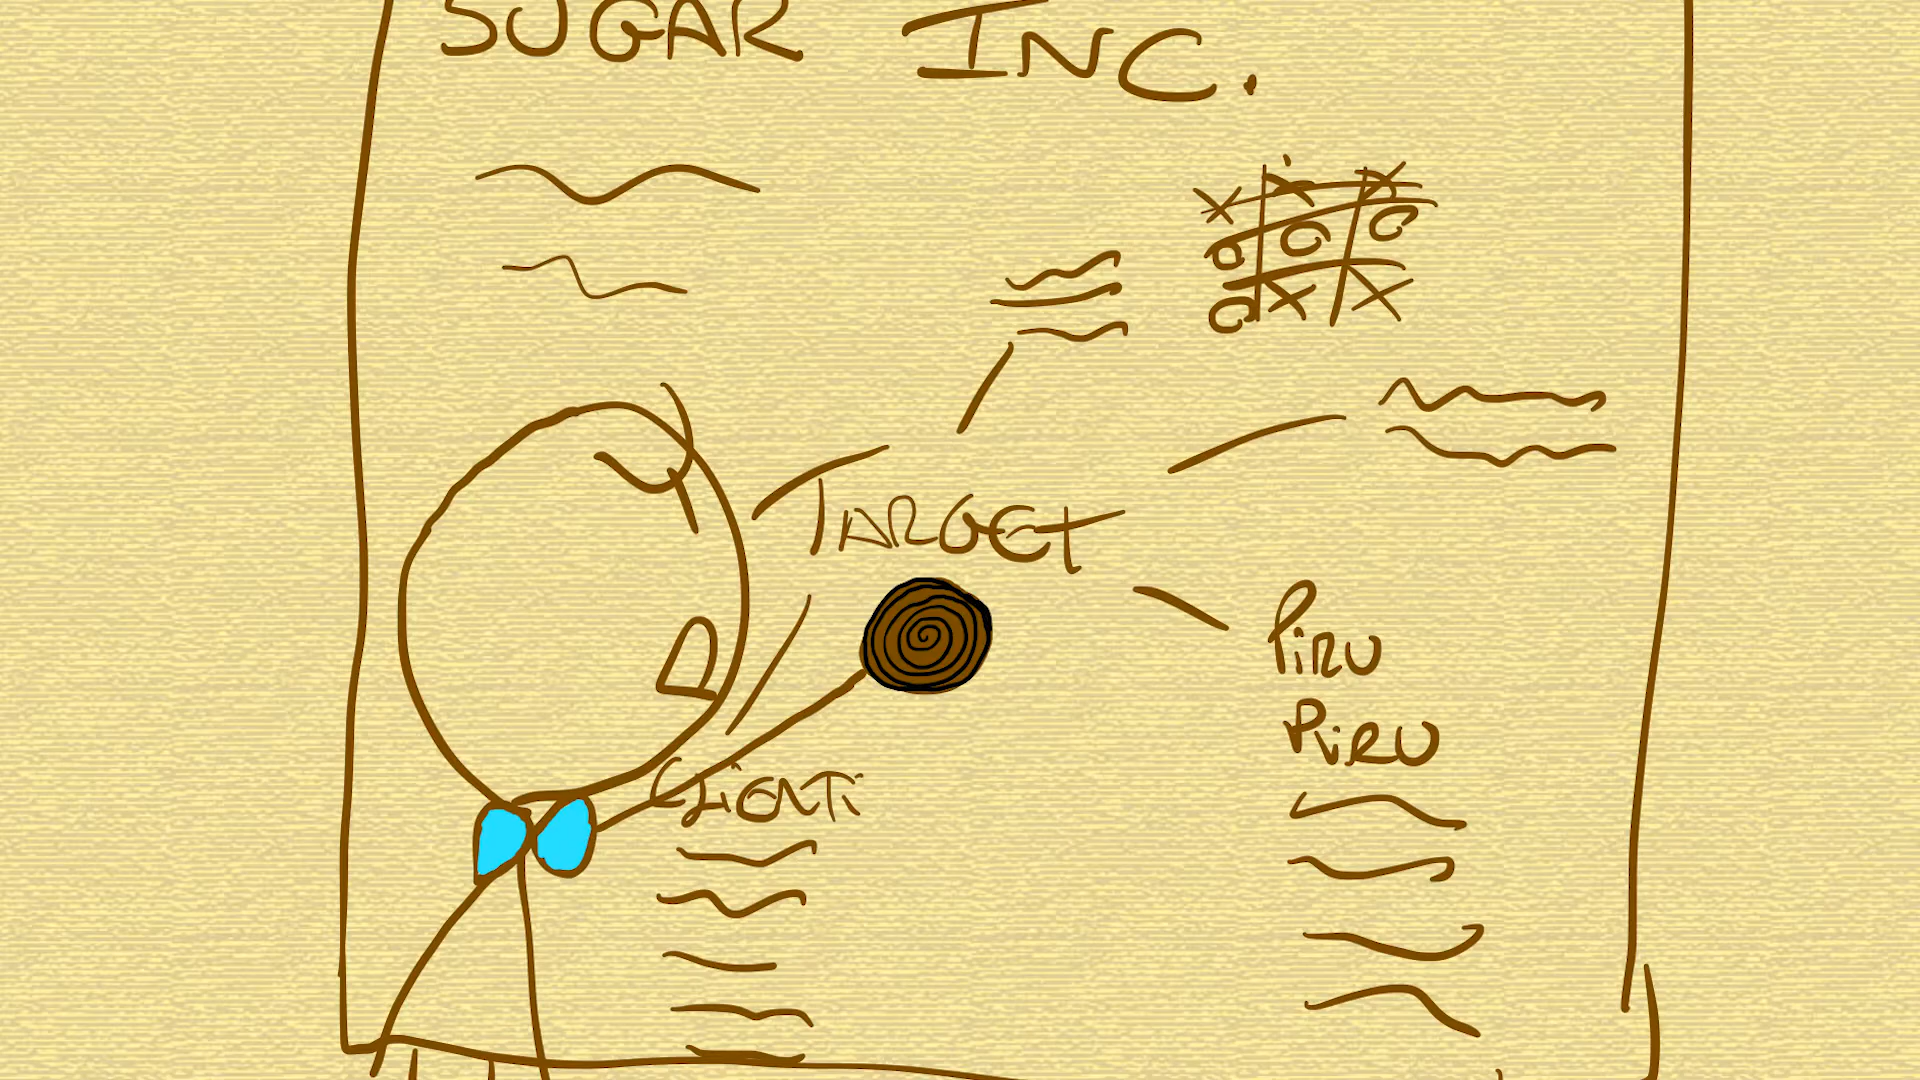 SUGAR INC.
TARGET
PiRU
PiRU
CLiENTi